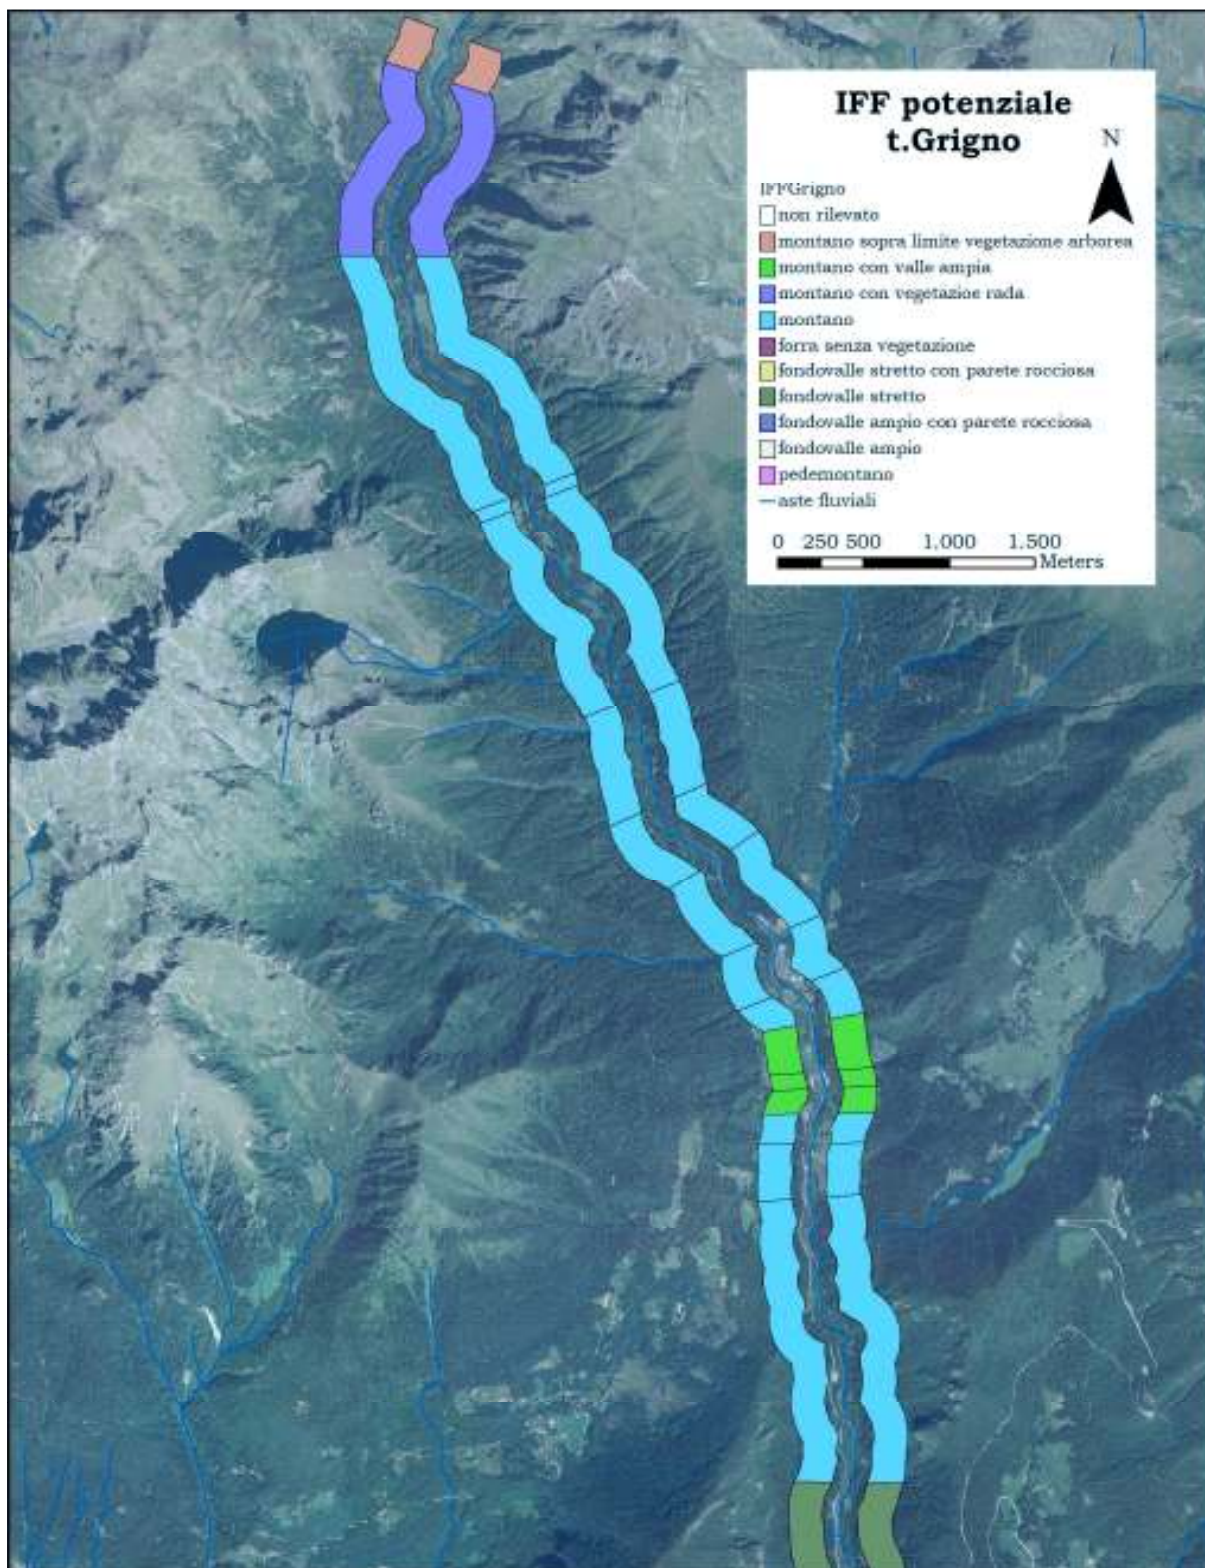 IFF potenziale
t.Grigno
N
IFFGrigno
non rilevato
montano sopra limite vegetazione arborea
montano con valle ampia
montano con vegetazioe rada
montano
forra senza vegetazione
fondovalle stretto con parete rocciosa
fondovalle stretto
fondovalle ampio con parete rocciosa
fondovalle ampio
pedemontano
aste fluviali
0 250 500 1.000 1.500
Meters